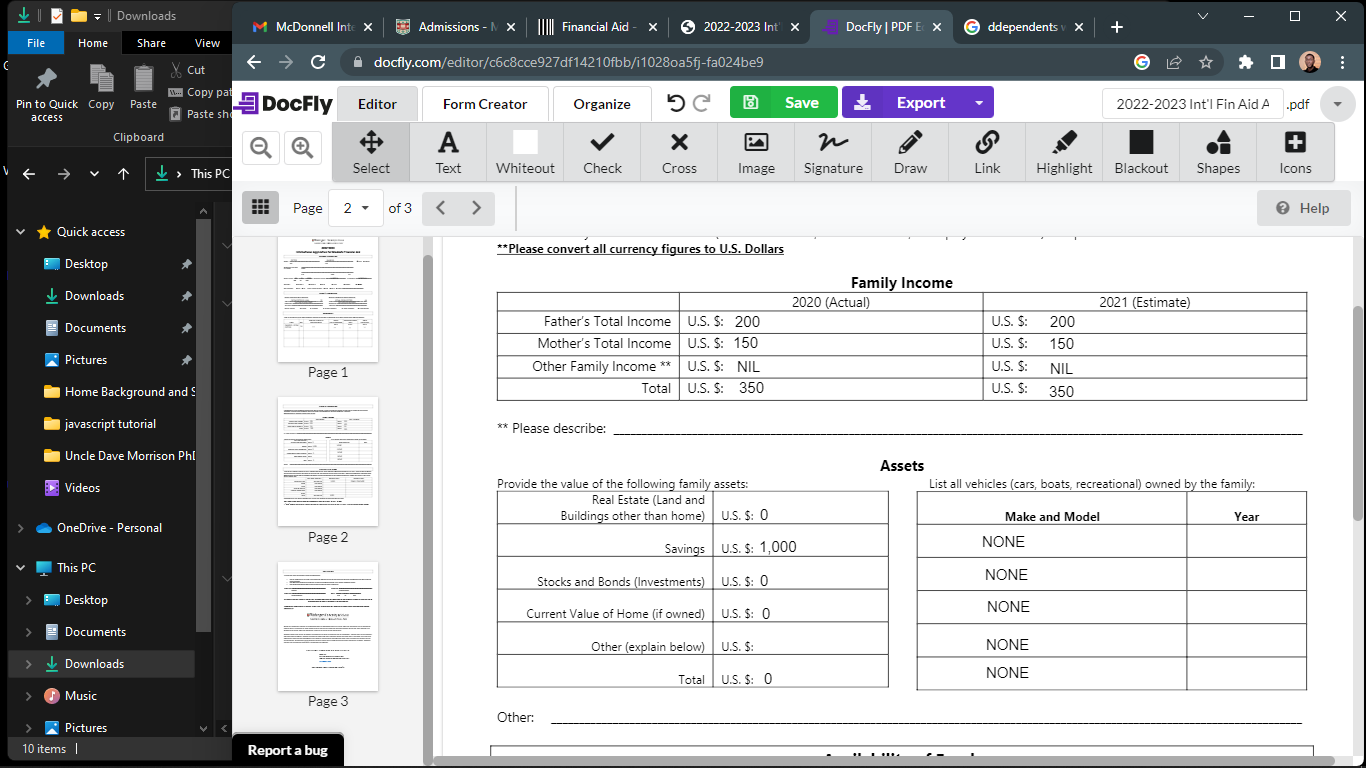 Downloads
McDonnell Inte
Admissions - M
Financial Aid -
2022-2023 Int'
DocFly | PDF E
ddependents v
File
Home
Share
View
docfly.com/editor/c6c8cce927df14210fbb/i1028oa5fj-fa024be9
Pin to Quick access
Copy
Paste
Cut
Copy pat
Paste sho
Clipboard
DocFly
Editor
Form Creator
Organize
Save
Export
2022-2023 Int'l Fin Aid A
.pdf
Select
Text
Whiteout
Check
Cross
Image
Signature
Draw
Link
Highlight
Blackout
Shapes
Icons
This PC
Page
2
of 3
Help
Quick access
Desktop
Downloads
Documents
Pictures
Home Background and S
javascript tutorial
Uncle Dave Morrison PhD
Videos
OneDrive - Personal
This PC
Desktop
Documents
Downloads
Music
Pictures
10 items
Page 1
Page 2
Page 3
Report a bug
**Please convert all currency figures to U.S. Dollars
Family Income
2020 (Actual) 2021 (Estimate)
Father's Total Income U.S. $: 200 U.S. $: 200
Mother's Total Income U.S. $: 150 U.S. $: 150
Other Family Income ** U.S. $: NIL U.S. $: NIL
Total U.S. $: 350 U.S. $: 350
** Please describe:
Assets
Provide the value of the following family assets:
Real Estate (Land and
Buildings other than home) U.S. $: 0
Savings U.S. $: 1,000
Stocks and Bonds (Investments) U.S. $: 0
Current Value of Home (if owned) U.S. $: 0
Other (explain below) U.S. $:
Total U.S. $: 0
List all vehicles (cars, boats, recreational) owned by the family:
Make and Model Year
NONE
NONE
NONE
NONE
NONE
Other: